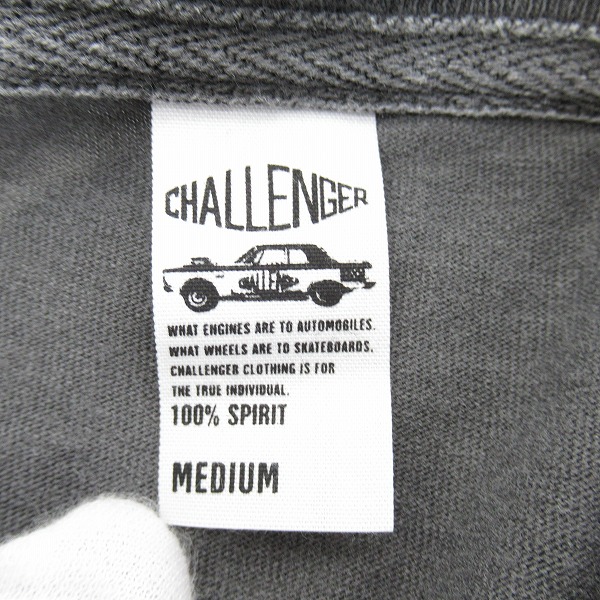 CHALLENGER
WHAT ENGINES ARE TO AUTOMOBILES.
WHAT WHEELS ARE TO SKATEBOARDS,
CHALLENGER CLOTHING IS FOR
THE TRUE INDIVIDUAL.
100% SPIRIT
MEDIUM